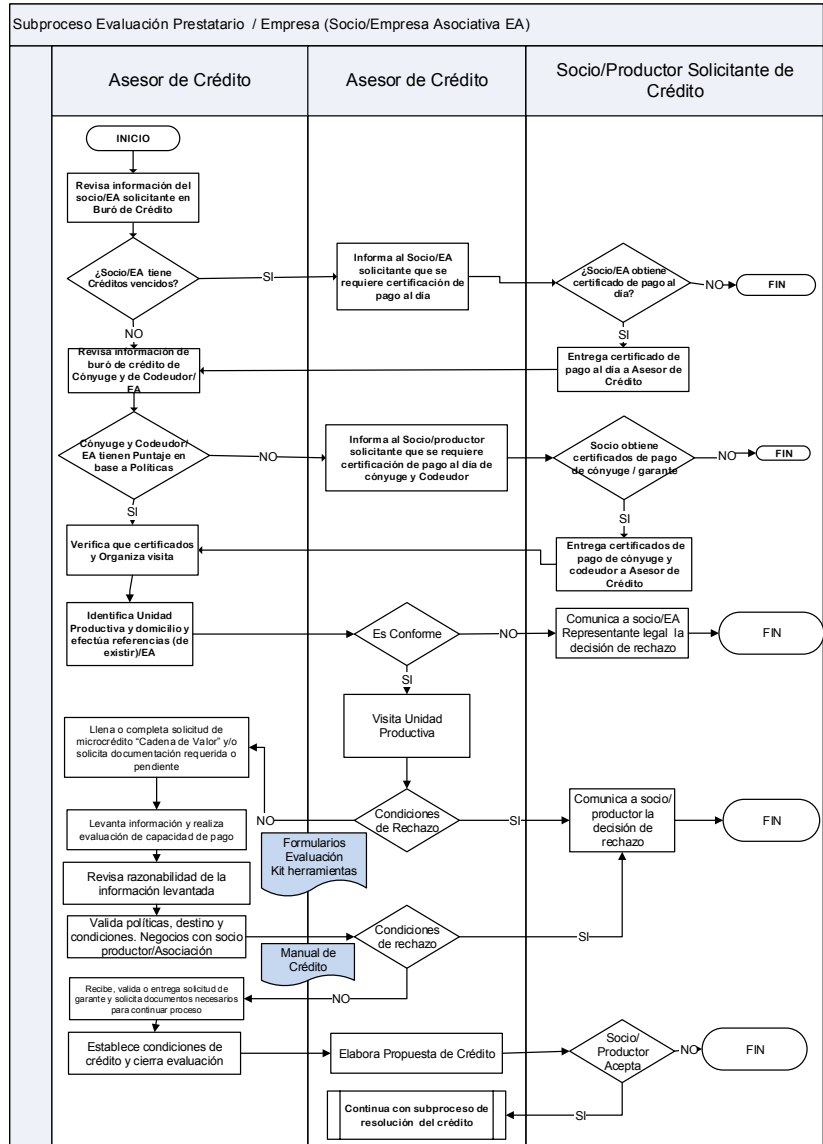 Subproceso Evaluación Prestatario / Empresa (Socio/Empresa Asociativa EA)
Asesor de Crédito
Asesor de Crédito
Socio/Productor Solicitante de
Crédito
INICIO
Revisa información del
socio/EA solicitante en
Buró de Crédito
¿Socio/EA tiene
Créditos vencidos?
SI
Informa al Socio/EA
solicitante que se
requiere certificación de
pago al día
¿Socio/EA obtiene
certificado de pago al
día?
NO
FIN
NO
SI
Revisa información de
buró de crédito de
Cónyuge y de Codeudor/
EA
Entrega certificado de
pago al día a Asesor de
Crédito
Cónyuge y Codeudor/
EA tienen Puntaje en
base a Políticas
NO
Informa al Socio/productor
solicitante que se requiere
certificación de pago al día de
cónyuge y Codeudor
Socio obtiene
certificados de pago
de cónyuge / garante
NO
FIN
SI
SI
Verifica que certificados
y Organiza visita
Entrega certificados de
pago de cónyuge y
codeudor a Asesor de
Crédito
Identifica Unidad
Productiva y domicilio y
efectúa referencias (de
existir)/EA
Es Conforme
NO
Comunica a socio/EA
Representante legal la
decisión de rechazo
FIN
SI
Visita Unidad
Productiva
Llena o completa solicitud de
microcrédito “Cadena de Valor” y/o
solicita documentación requerida o
pendiente
Condiciones
de Rechazo
NO
SI
Comunica a socio/
productor la
decisión de
rechazo
FIN
Levanta información y realiza
evaluación de capacidad de pago
Formularios
Evaluación
Kit herramientas
Revisa razonabilidad de la
información levantada
Valida políticas, destino y
condiciones. Negocios con socio
productor/Asociación
Condiciones
de rechazo
SI
Manual de
Crédito
NO
Recibe, valida o entrega solicitud de
garante y solicita documentos necesarios
para continuar proceso
Establece condiciones de
crédito y cierra evaluación
Elabora Propuesta de Crédito
Socio/
Productor
Acepta
NO
FIN
SI
Continua con subproceso de
resolución del crédito